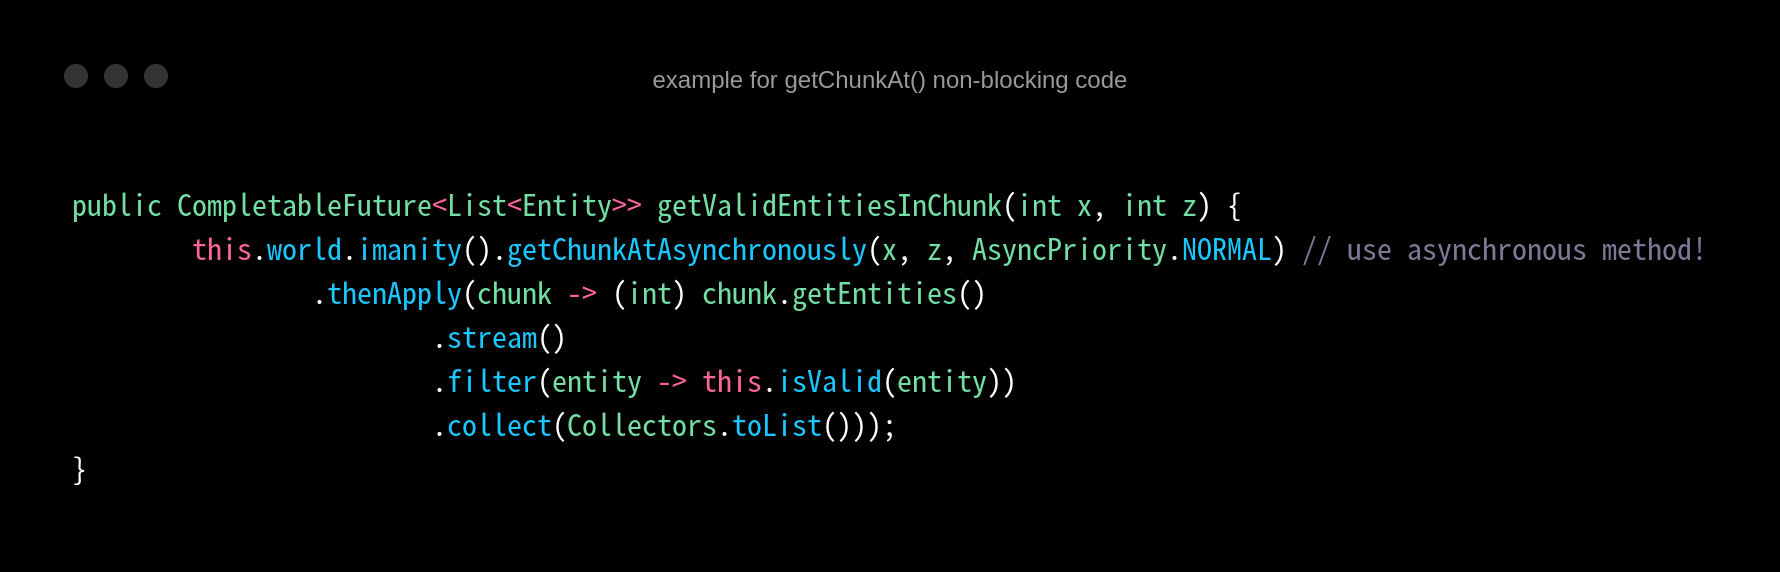 example for getChunkAt() non-blocking code
public CompletableFuture<List<Entity>> getValidEntitiesInChunk(int x, int z) {
        this.world.imanity().getChunkAtAsynchronously(x, z, AsyncPriority.NORMAL) // use asynchronous method!
                .thenApply(chunk -> (int) chunk.getEntities()
                        .stream()
                        .filter(entity -> this.isValid(entity))
                        .collect(Collectors.toList()));
}